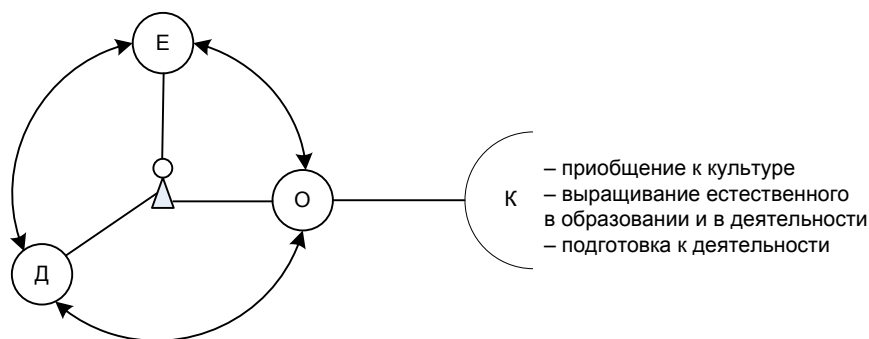 Е
– приобщение к культуре
– выращивание естественного
в образовании и в деятельности
– подготовка к деятельности
К
О
Д